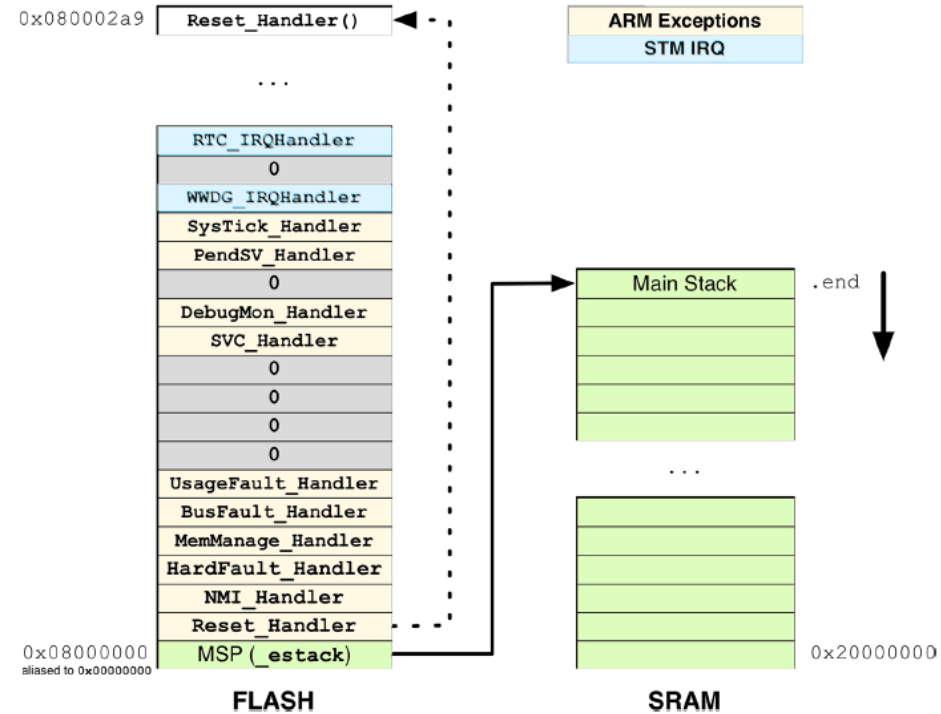 0x080002a9 Reset_Handler()
ARM Exceptions
STM IRQ
...
RTC_IRQHandler
0
WWDG_IRQHandler
SysTick_Handler
PendSV_Handler
0
DebugMon_Handler
SVC_Handler
0
0
0
0
UsageFault_Handler
BusFault_Handler
MemManage_Handler
HardFault_Handler
NMI_Handler
Reset_Handler
0x08000000 MSP (_estack)
aliased to 0x00000000
FLASH
Main Stack .end
...
0x20000000
SRAM